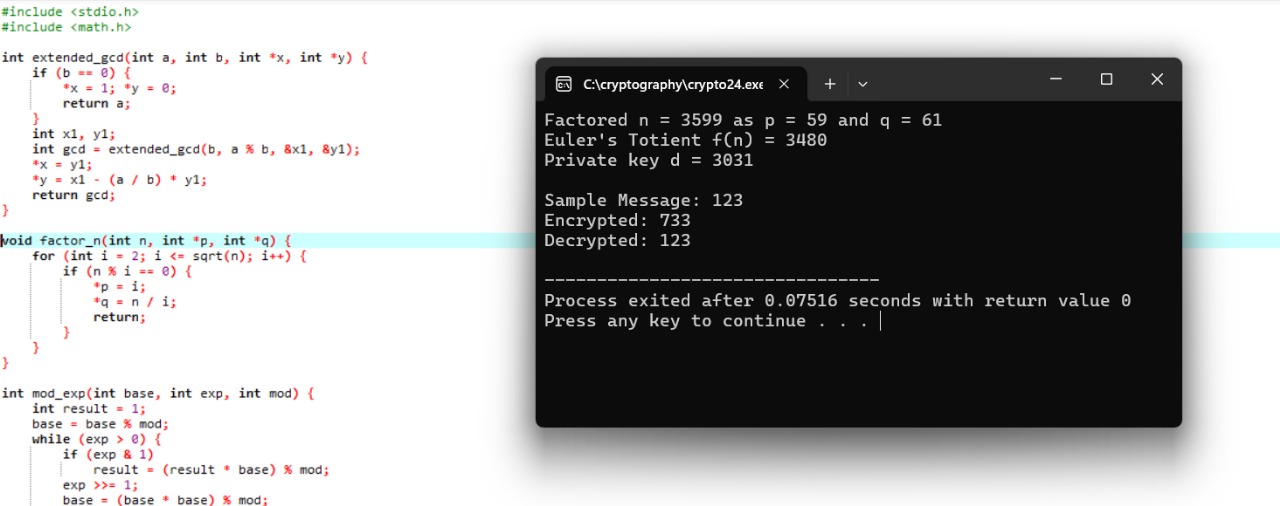 #include <stdio.h>
#include <math.h>
int extended_gcd(int a, int b, int *x, int *y) {
if (b == 0) {
*x = 1; *y = 0;
return a;
}
int x1, y1;
int gcd = extended_gcd(b, a % b, &x1, &y1);
*x = y1;
*y = x1 - (a / b) * y1;
return gcd;
}
void factor_n(int n, int *p, int *q) {
for (int i = 2; i <= sqrt(n); i++) {
if (n % i == 0) {
*p = i;
*q = n / i;
return;
}
}
}
int mod_exp(int base, int exp, int mod) {
int result = 1;
base = base % mod;
while (exp > 0) {
if (exp & 1)
result = (result * base) % mod;
exp >>= 1;
base = (base * base) % mod;
C:\cryptography\crypto24.exe
Factored n = 3599 as p = 59 and q = 61
Euler's Totient f(n) = 3480
Private key d = 3031
Sample Message: 123
Encrypted: 733
Decrypted: 123
--------------------------------
Process exited after 0.07516 seconds with return value 0
Press any key to continue . . .